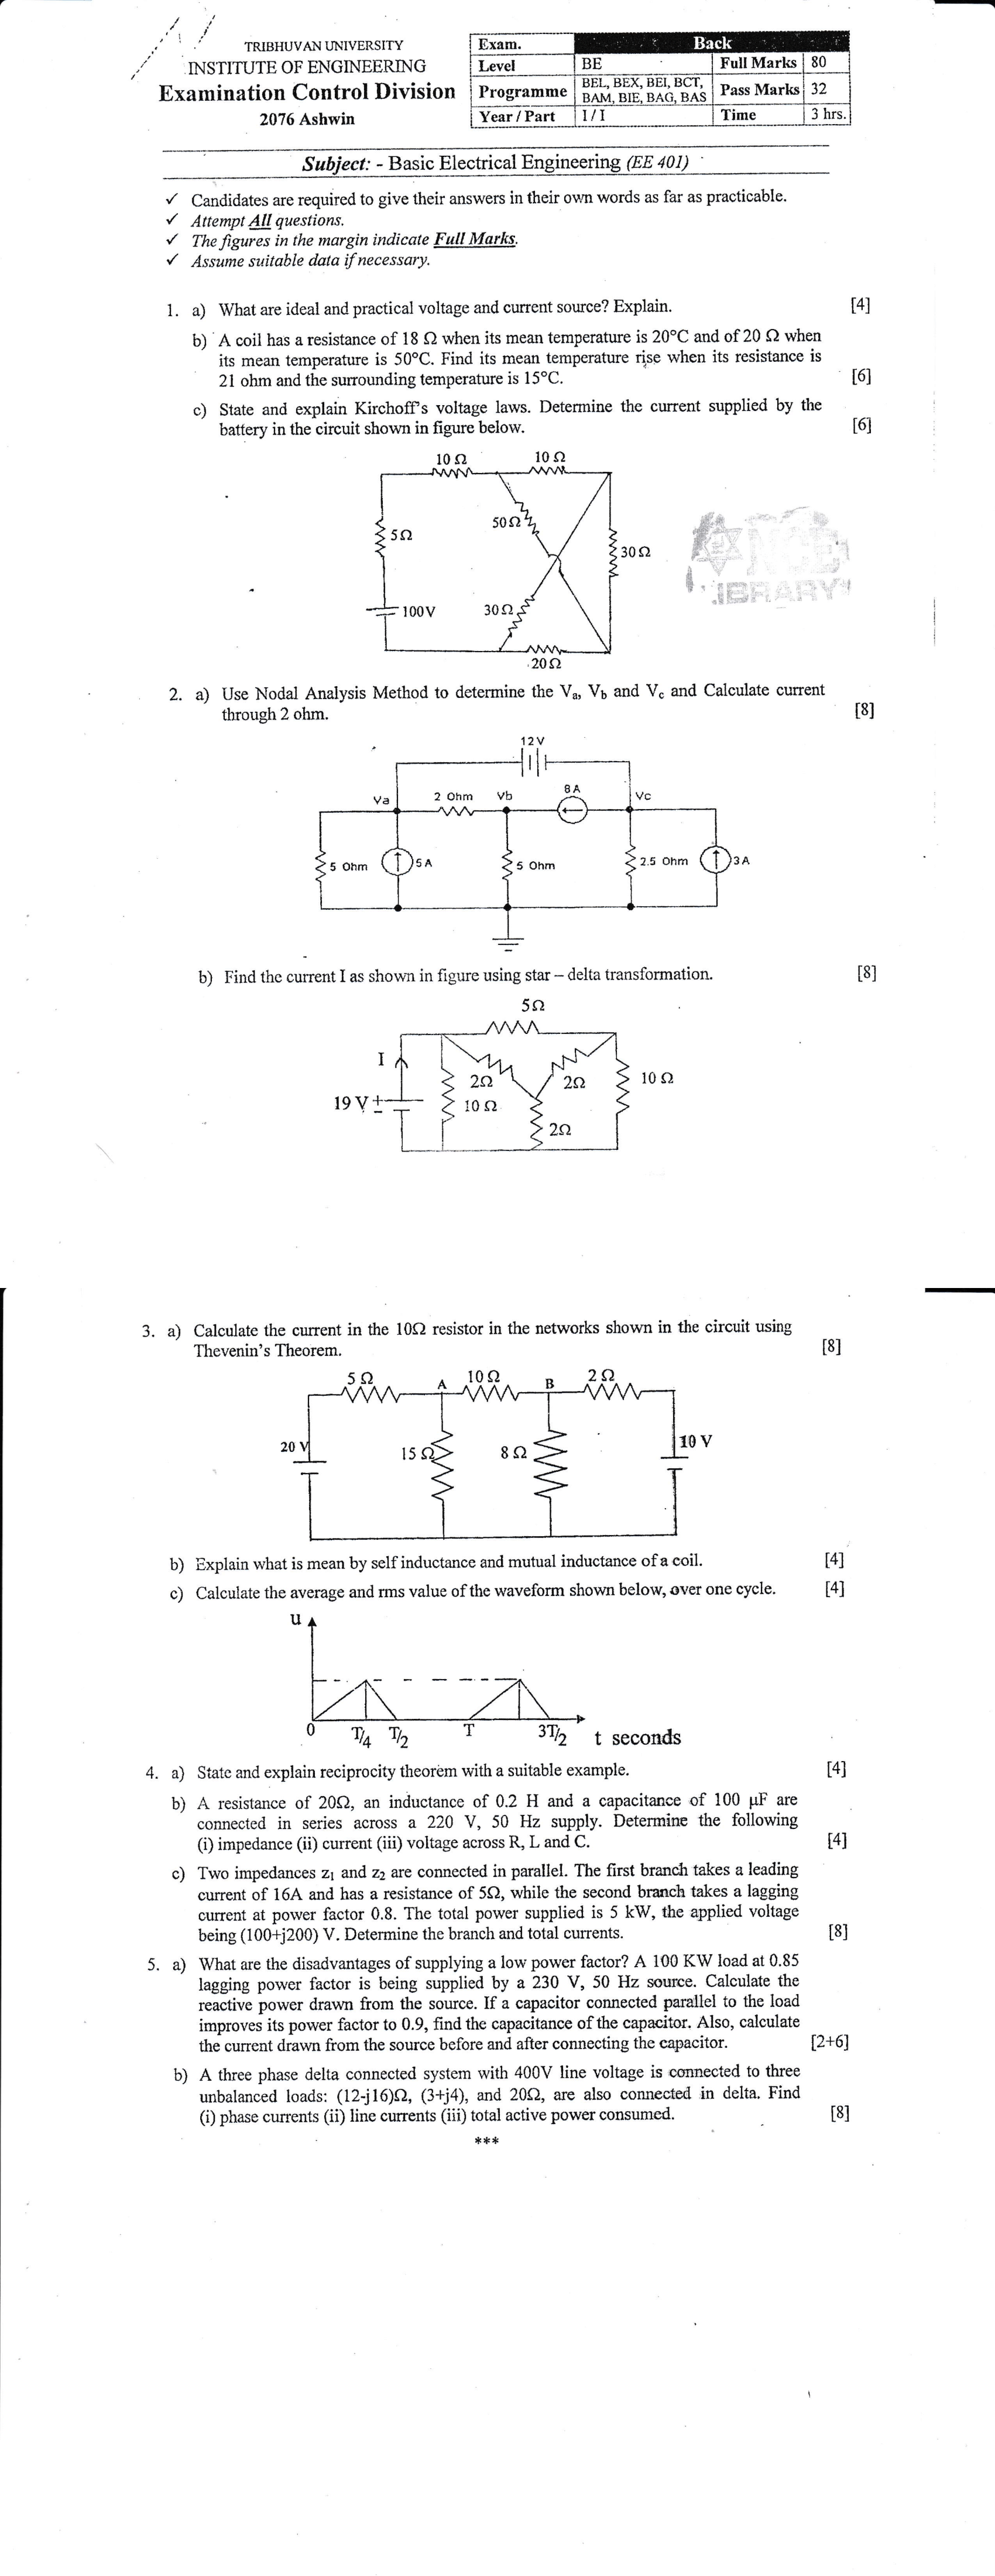 TRIBHUVAN UNIVERSITY
INSTITUTE OF ENGINEERING
Examination Control Division
2076 Ashwin
Exam. Back
Level BE Full Marks 80
Programme BEL, BEX, BEI, BCT, BAM, BIE, BAG, BAS Pass Marks 32
Year / Part I / I Time 3 hrs.
Subject: - Basic Electrical Engineering (EE 401)
✓ Candidates are required to give their answers in their own words as far as practicable.
✓ Attempt All questions.
✓ The figures in the margin indicate Full Marks.
✓ Assume suitable data if necessary.
1. a) What are ideal and practical voltage and current source? Explain. [4]
b) A coil has a resistance of 18 Ω when its mean temperature is 20°C and of 20 Ω when
its mean temperature is 50°C. Find its mean temperature rise when its resistance is
21 ohm and the surrounding temperature is 15°C. [6]
c) State and explain Kirchoff's voltage laws. Determine the current supplied by the
battery in the circuit shown in figure below. [6]
10 Ω 10 Ω
50Ω
5Ω
30Ω
100V 30Ω
20Ω
NCE
LIBRARY
2. a) Use Nodal Analysis Method to determine the Va, Vb and Vc and Calculate current
through 2 ohm. [8]
12V
Va 2 Ohm Vb 8A Vc
5 Ohm 5A 5 Ohm 2.5 Ohm 3A
b) Find the current I as shown in figure using star – delta transformation. [8]
5Ω
I
2Ω 2Ω 10 Ω
19 V 10 Ω
2Ω
3. a) Calculate the current in the 10Ω resistor in the networks shown in the circuit using
Thevenin's Theorem. [8]
5 Ω A 10 Ω B 2 Ω
20 V 15 Ω 8 Ω 10 V
b) Explain what is mean by self inductance and mutual inductance of a coil. [4]
c) Calculate the average and rms value of the waveform shown below, over one cycle. [4]
u
0 T/4 T/2 T 3T/2 t seconds
4. a) State and explain reciprocity theorem with a suitable example. [4]
b) A resistance of 20Ω, an inductance of 0.2 H and a capacitance of 100 μF are
connected in series across a 220 V, 50 Hz supply. Determine the following
(i) impedance (ii) current (iii) voltage across R, L and C. [4]
c) Two impedances z1 and z2 are connected in parallel. The first branch takes a leading
current of 16A and has a resistance of 5Ω, while the second branch takes a lagging
current at power factor 0.8. The total power supplied is 5 kW, the applied voltage
being (100+j200) V. Determine the branch and total currents. [8]
5. a) What are the disadvantages of supplying a low power factor? A 100 KW load at 0.85
lagging power factor is being supplied by a 230 V, 50 Hz source. Calculate the
reactive power drawn from the source. If a capacitor connected parallel to the load
improves its power factor to 0.9, find the capacitance of the capacitor. Also, calculate
the current drawn from the source before and after connecting the capacitor. [2+6]
b) A three phase delta connected system with 400V line voltage is connected to three
unbalanced loads: (12-j16)Ω, (3+j4), and 20Ω, are also connected in delta. Find
(i) phase currents (ii) line currents (iii) total active power consumed. [8]
***